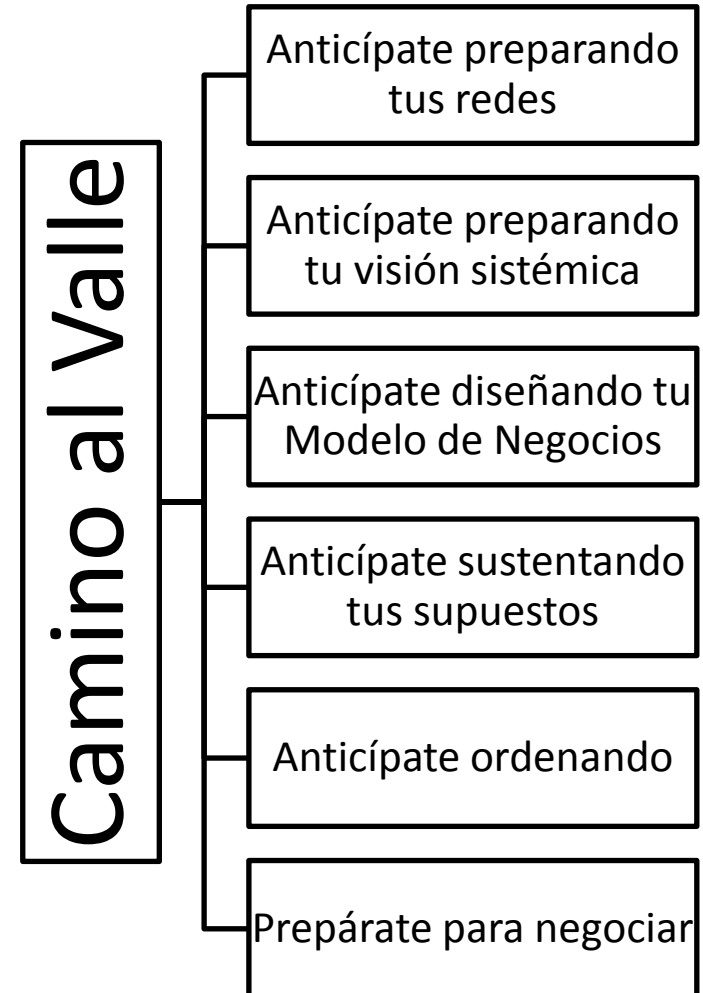 Camino al Valle
Anticípate preparando
tus redes
Anticípate preparando
tu visión sistémica
Anticípate diseñando tu
Modelo de Negocios
Anticípate sustentando
tus supuestos
Anticípate ordenando
Prepárate para negociar